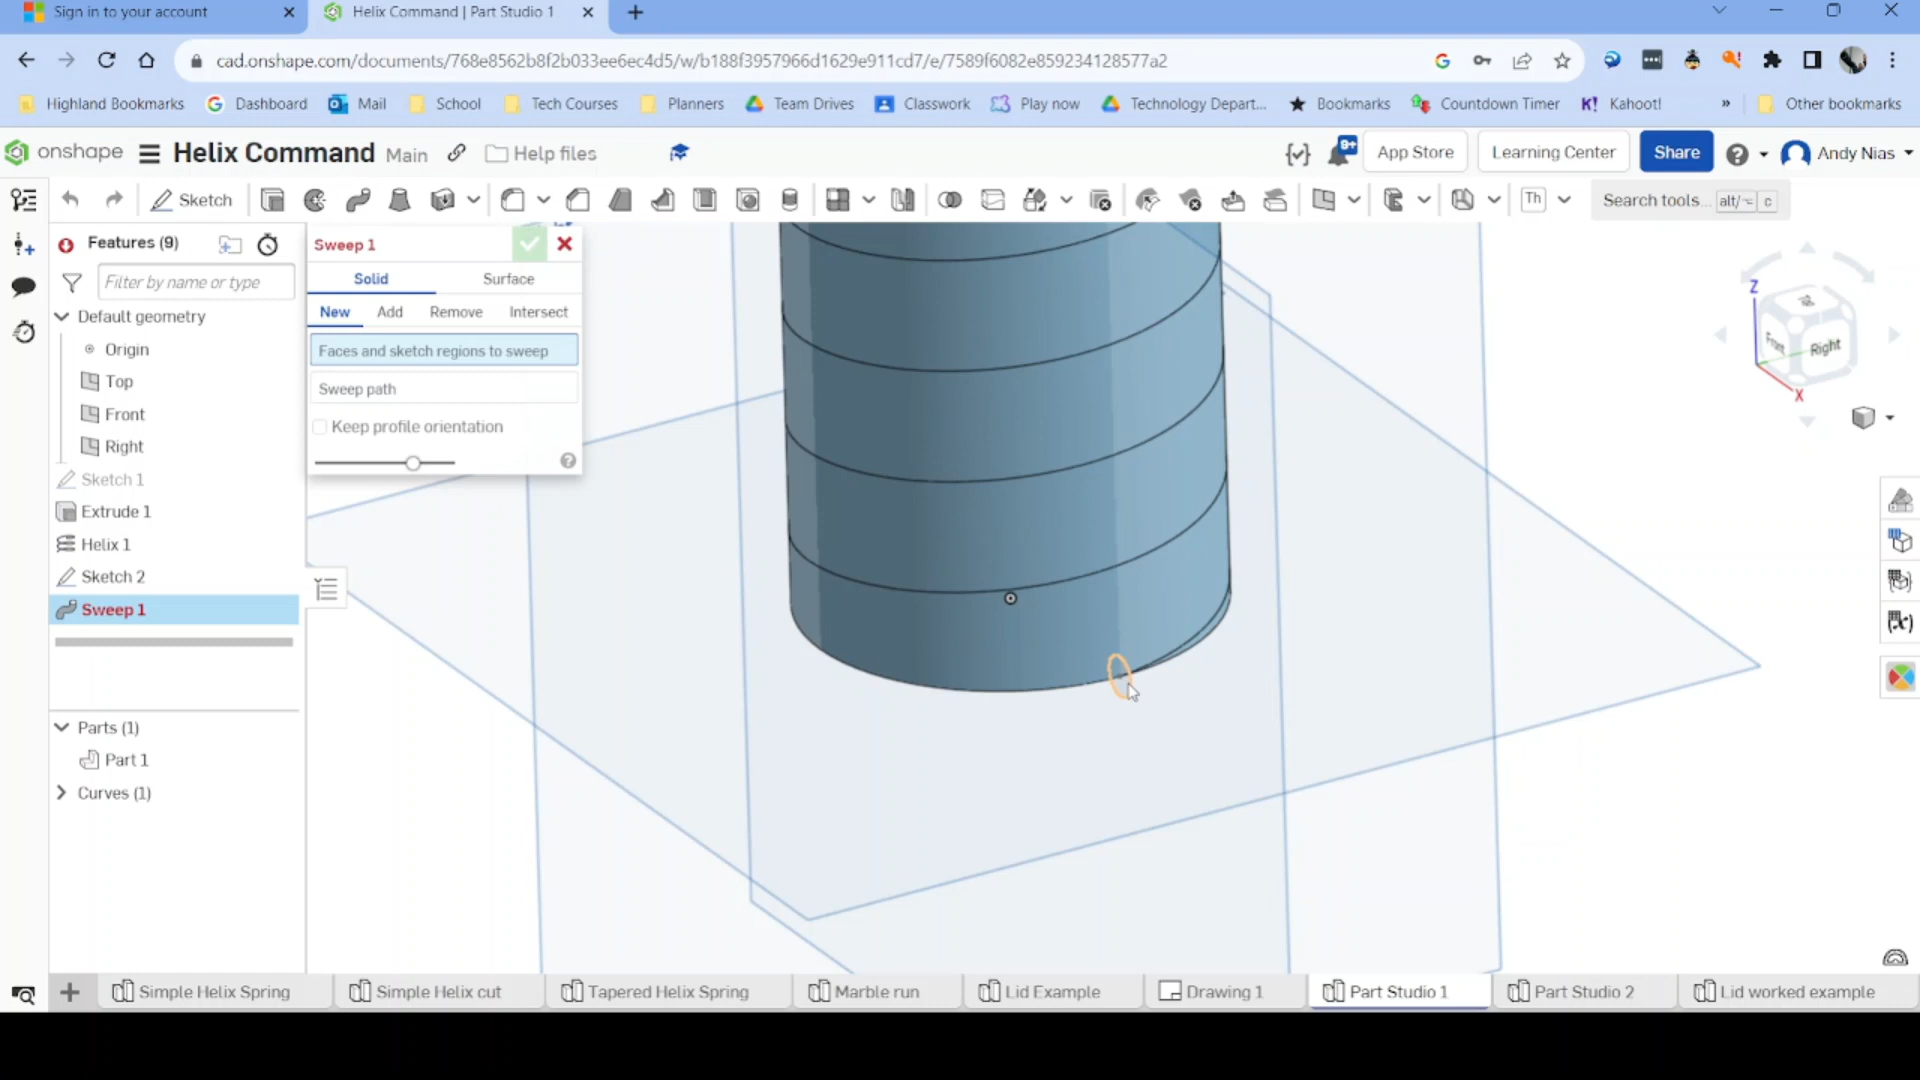 Sign in to your account
Helix Command | Part Studio 1
cad.onshape.com/documents/768e8562b8f2b033ee6ec4d5/w/b188f3957966d1629e911cd7/e/7589f6082e859234128577a2
Highland Bookmarks Dashboard Mail School Tech Courses Planners Team Drives Classwork Play now Technology Depart... Bookmarks Countdown Timer K! Kahoot! » Other bookmarks
onshape Helix Command Main Help files 9+ App Store Learning Center Share Andy Nias
Sketch Th Search tools... alt/⌥ c
Features (9)
Filter by name or type
Default geometry
Origin
Top
Front
Right
Sketch 1
Extrude 1
Helix 1
Sketch 2
Sweep 1
Parts (1)
Part 1
Curves (1)
Sweep 1
Solid Surface
New Add Remove Intersect
Faces and sketch regions to sweep
Sweep path
Keep profile orientation
Z
Front
Right
X
Simple Helix Spring Simple Helix cut Tapered Helix Spring Marble run Lid Example Drawing 1 Part Studio 1 Part Studio 2 Lid worked example